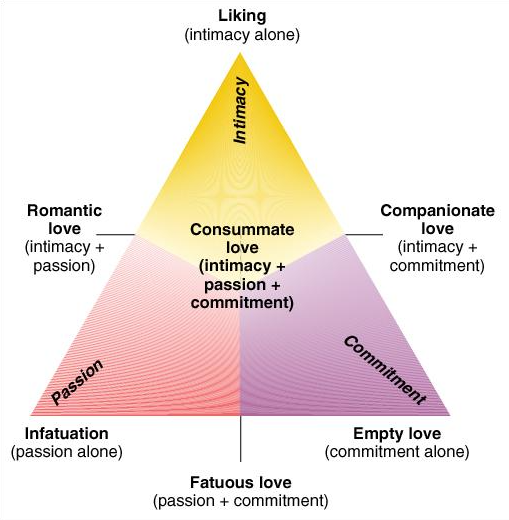 Liking
(intimacy alone)
Intimacy
Romantic
love
(intimacy +
passion)
Consummate
love
(intimacy +
passion +
commitment)
Companionate
love
(intimacy +
commitment)
Passion
Commitment
Infatuation
(passion alone)
Empty love
(commitment alone)
Fatuous love
(passion + commitment)